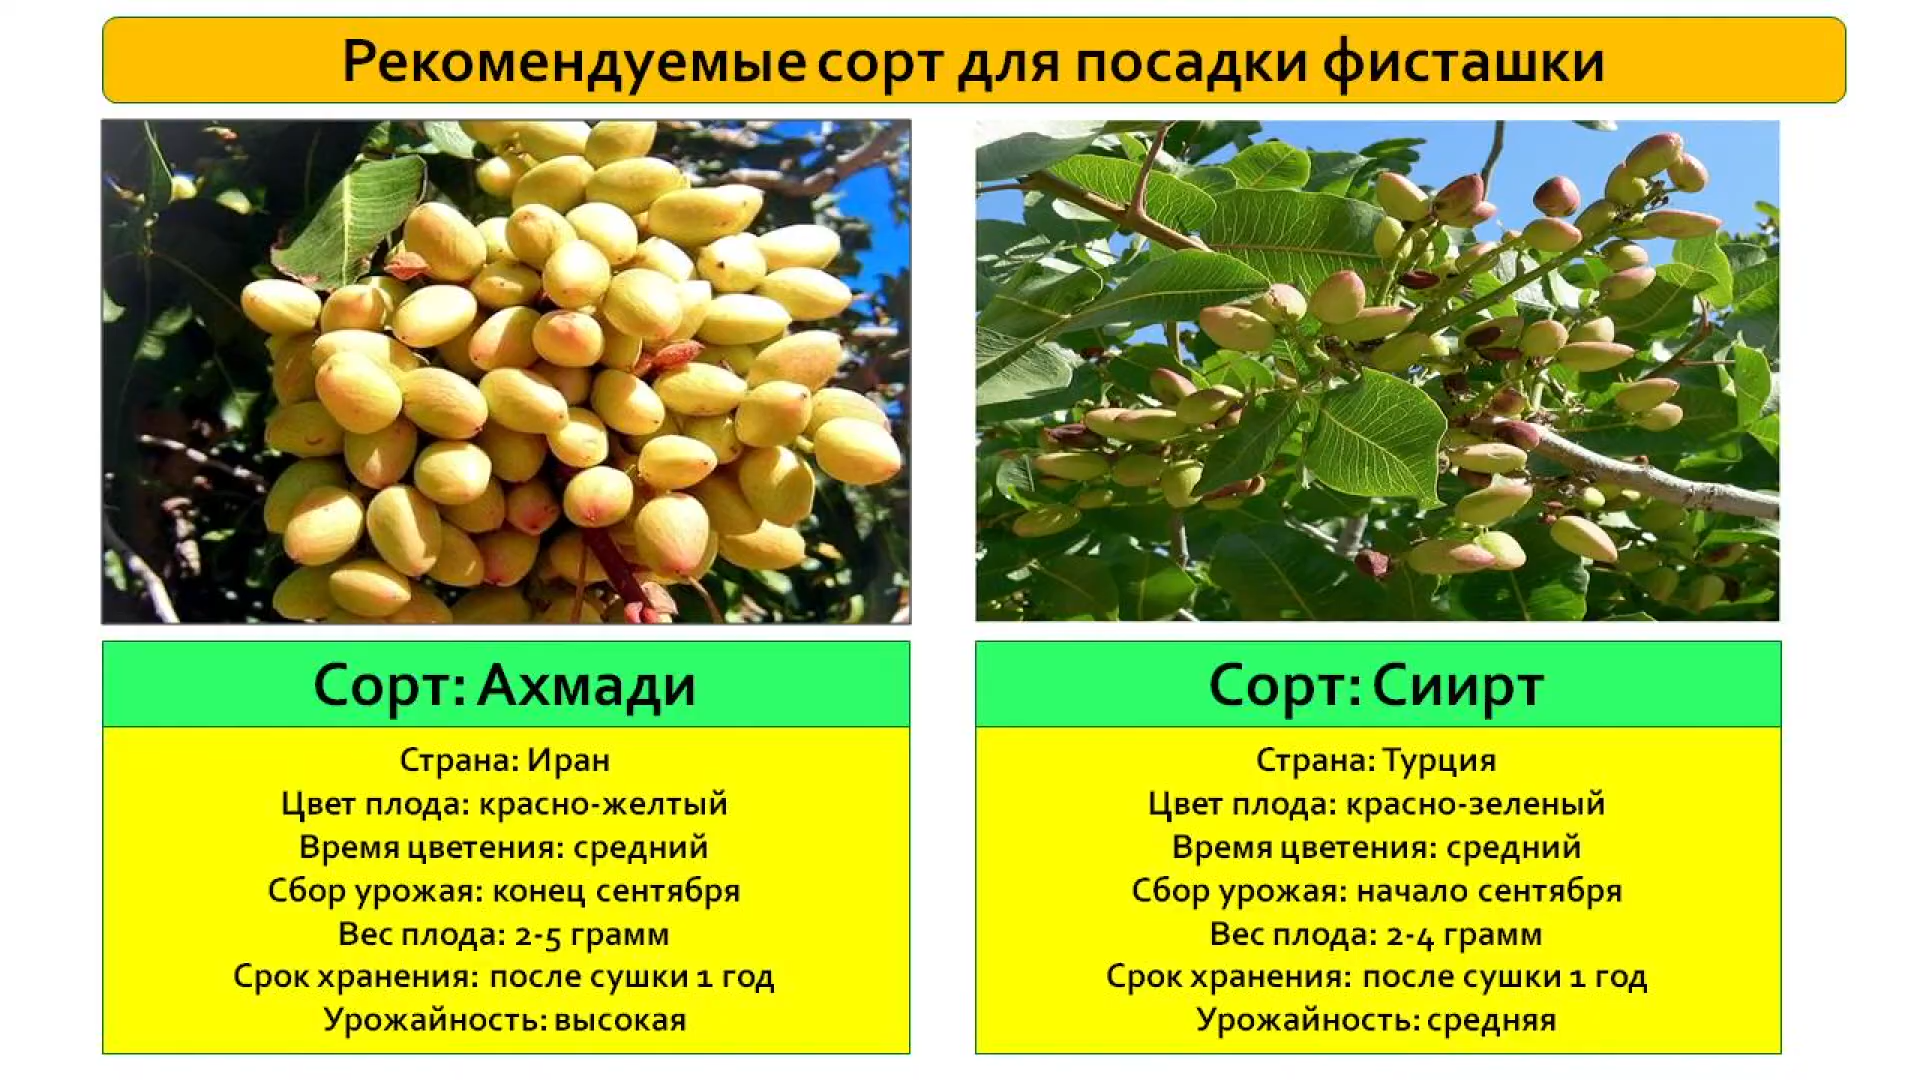 Рекомендуемые сорт для посадки фисташки
Сорт: Ахмади
Страна: Иран
Цвет плода: красно-желтый
Время цветения: средний
Сбор урожая: конец сентября
Вес плода: 2-5 грамм
Срок хранения: после сушки 1 год
Урожайность: высокая
Сорт: Сиирт
Страна: Турция
Цвет плода: красно-зеленый
Время цветения: средний
Сбор урожая: начало сентября
Вес плода: 2-4 грамм
Срок хранения: после сушки 1 год
Урожайность: средняя